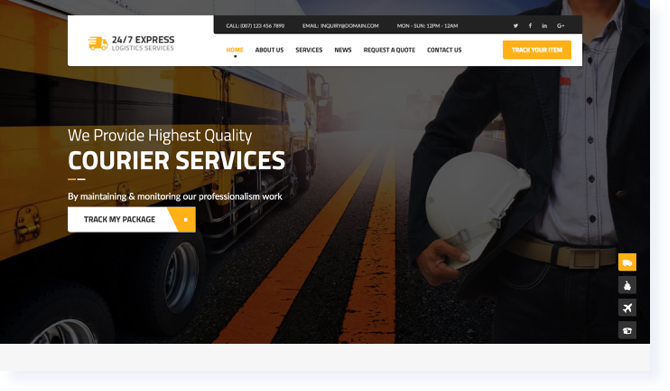 CALL: (007) 123 456 7890 EMAIL: INQUIRY@DOMAIN.COM MON - SUN: 12PM - 12AM
24/7 EXPRESS
LOGISTICS SERVICES
HOME ABOUT US SERVICES NEWS REQUEST A QUOTE CONTACT US TRACK YOUR ITEM
We Provide Highest Quality
COURIER SERVICES
By maintaining & monitoring our professionalism work
TRACK MY PACKAGE